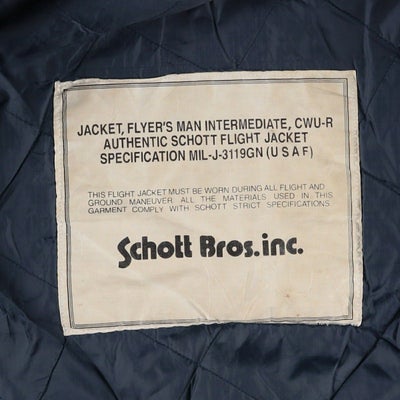 JACKET, FLYER'S MAN INTERMEDIATE, CWU-R
AUTHENTIC SCHOTT FLIGHT JACKET
SPECIFICATION MIL-J-3119GN (U S A F)
THIS FLIGHT JACKET MUST BE WORN DURING ALL FLIGHT AND
GROUND MANEUVER ALL THE MATERIALS USED IN THIS
GARMENT COMPLY WITH SCHOTT STRICT SPECIFICATIONS.
Schott Bros.inc.